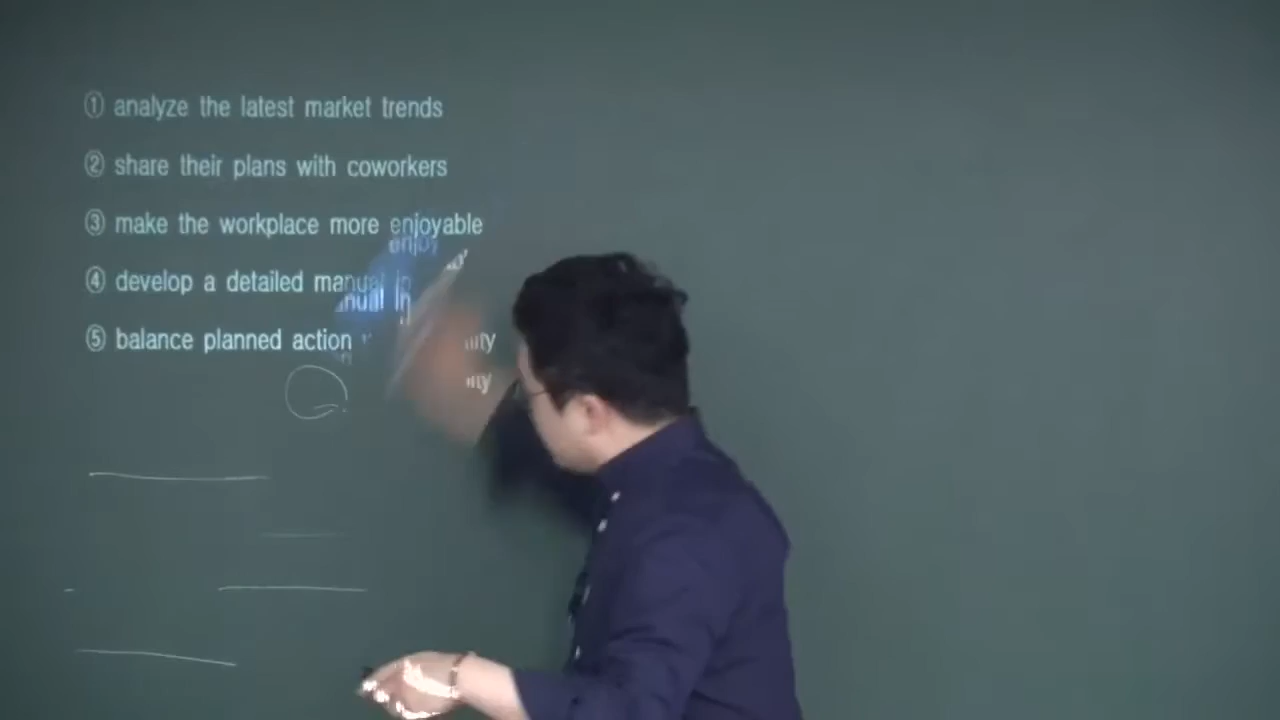 ① analyze the latest market trends
② share their plans with coworkers
③ make the workplace more enjoyable
④ develop a detailed manual in
⑤ balance planned action